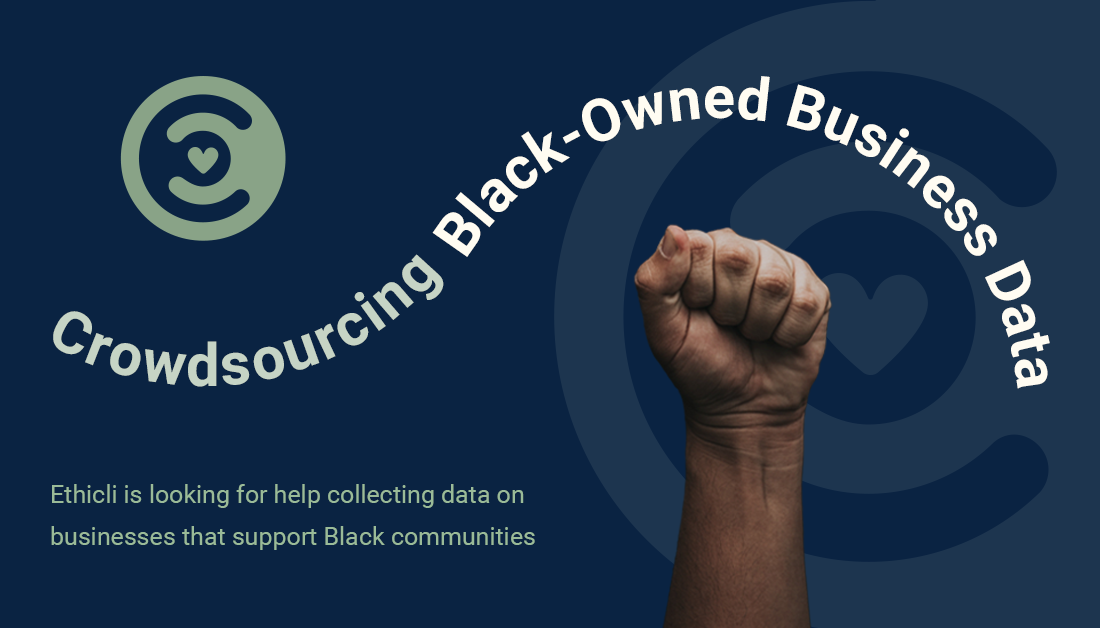 Crowdsourcing Black-Owned Business Data
Ethicli is looking for help collecting data on
businesses that support Black communities